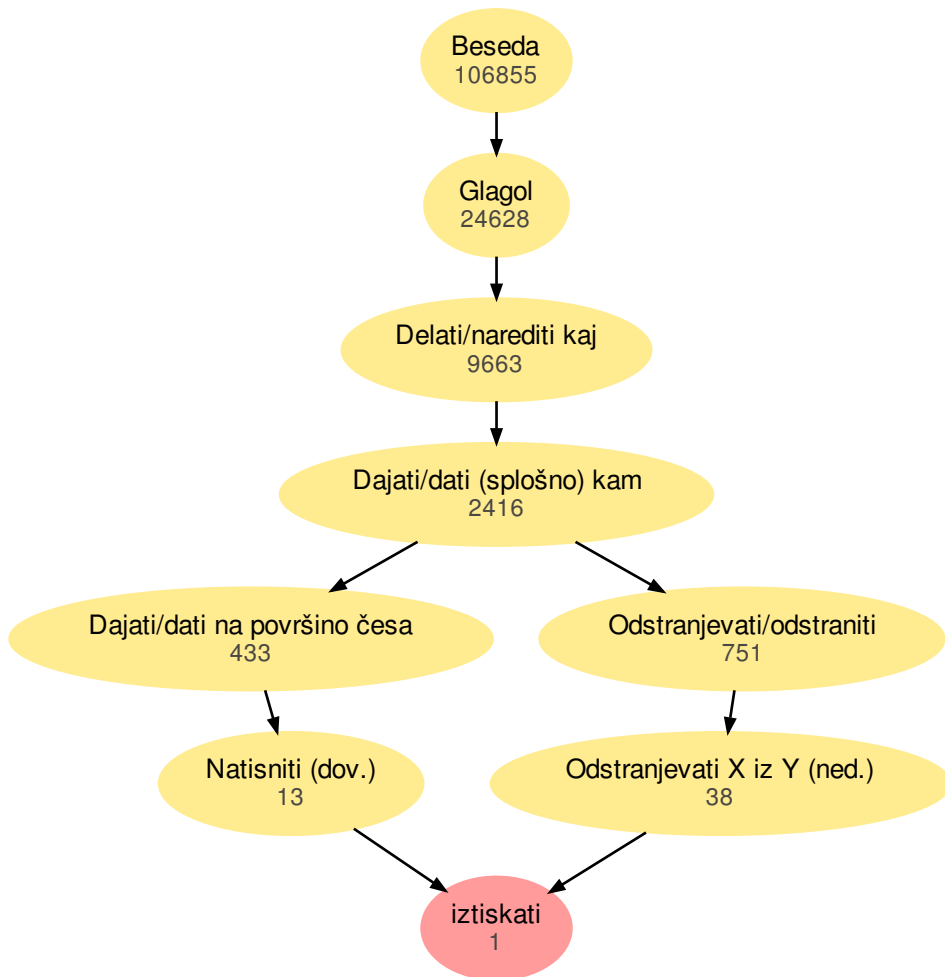 Beseda
106855
Glagol
24628
Delati/narediti kaj
9663
Dajati/dati (splošno) kam
2416
Dajati/dati na površino česa
433
Odstranjevati/odstraniti
751
Natisniti (dov.)
13
Odstranjevati X iz Y (ned.)
38
iztiskati
1